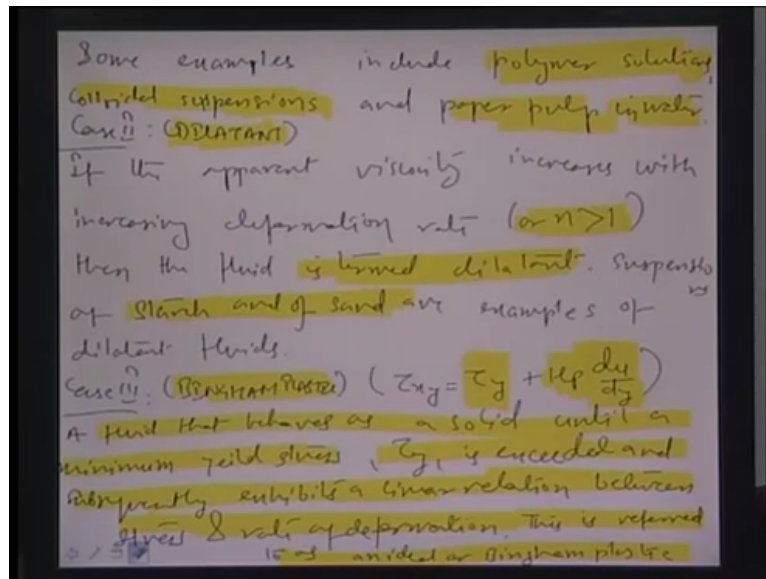 Some examples include polymer solution,
Colloidal suspensions and paper pulp in water.
Case ii: (DILATANT)
If the apparent viscosity increases with
increasing deformation rate (or n>1)
then the fluid is termed dilatant. Suspensions
of starch and of sand are examples of
dilatant fluids.
Case iii: (BINGHAM PLASTIC) ( τxy = τy + μp du/dy )
A fluid that behaves as a solid until a
minimum yeild stress, τy, is exceeded and
subsequently exhibits a linear relation between
stress & rate of deformation. This is referred
15 as an ideal or Bingham plastic